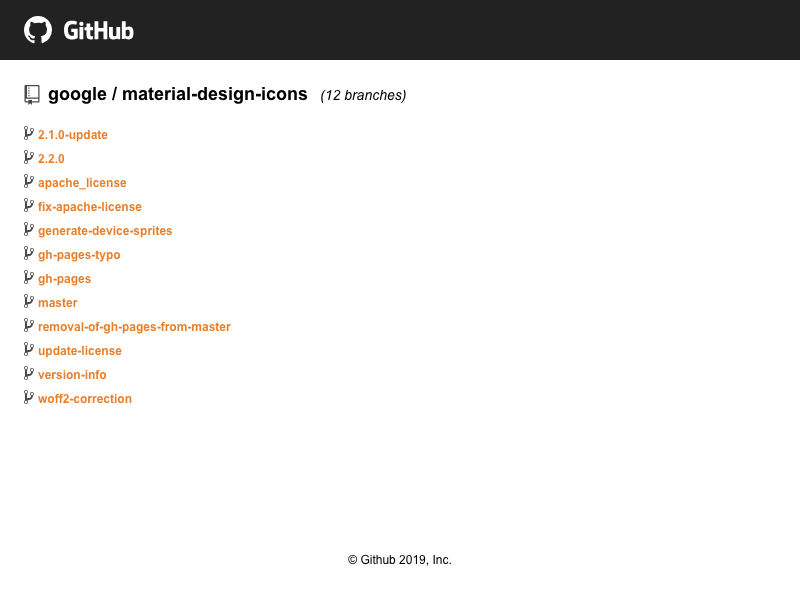 GitHub
google / material-design-icons (12 branches)
2.1.0-update
2.2.0
apache_license
fix-apache-license
generate-device-sprites
gh-pages-typo
gh-pages
master
removal-of-gh-pages-from-master
update-license
version-info
woff2-correction
© Github 2019, Inc.